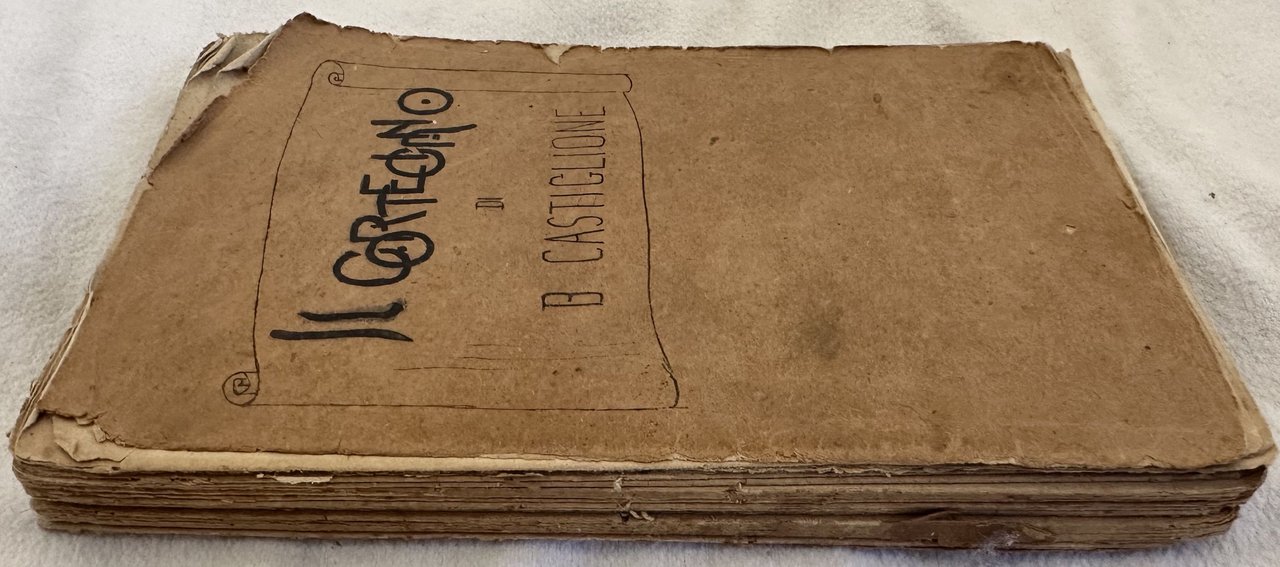 IL CORTEGIANO
DI
B CASTIGLIONE